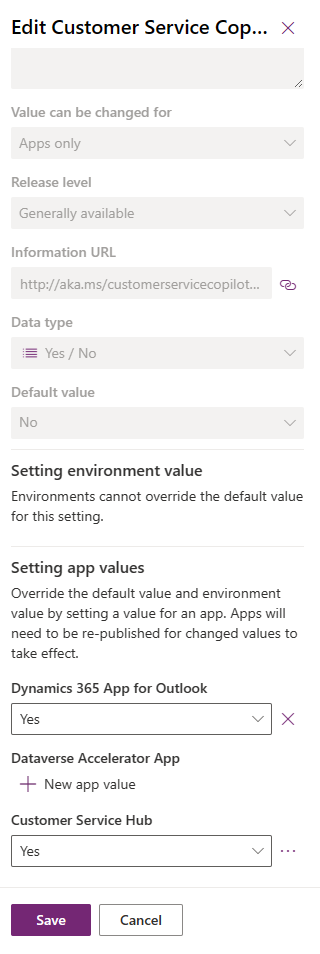 Edit Customer Service Cop...
Value can be changed for
Apps only
Release level
Generally available
Information URL
http://aka.ms/customerservicecopilot...
Data type
Yes / No
Default value
No
Setting environment value
Environments cannot override the default value
for this setting.
Setting app values
Override the default value and environment
value by setting a value for an app. Apps will
need to be re-published for changed values to
take effect.
Dynamics 365 App for Outlook
Yes
Dataverse Accelerator App
New app value
Customer Service Hub
Yes
Save Cancel